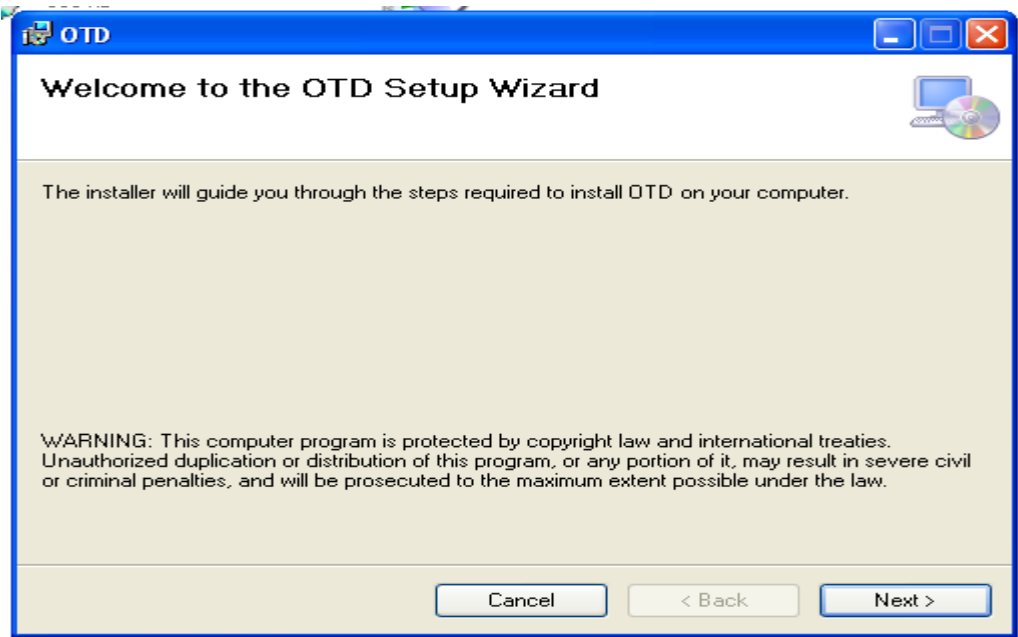 OTD
Welcome to the OTD Setup Wizard
The installer will guide you through the steps required to install OTD on your computer.
WARNING: This computer program is protected by copyright law and international treaties.
Unauthorized duplication or distribution of this program, or any portion of it, may result in severe civil
or criminal penalties, and will be prosecuted to the maximum extent possible under the law.
Cancel
< Back
Next >